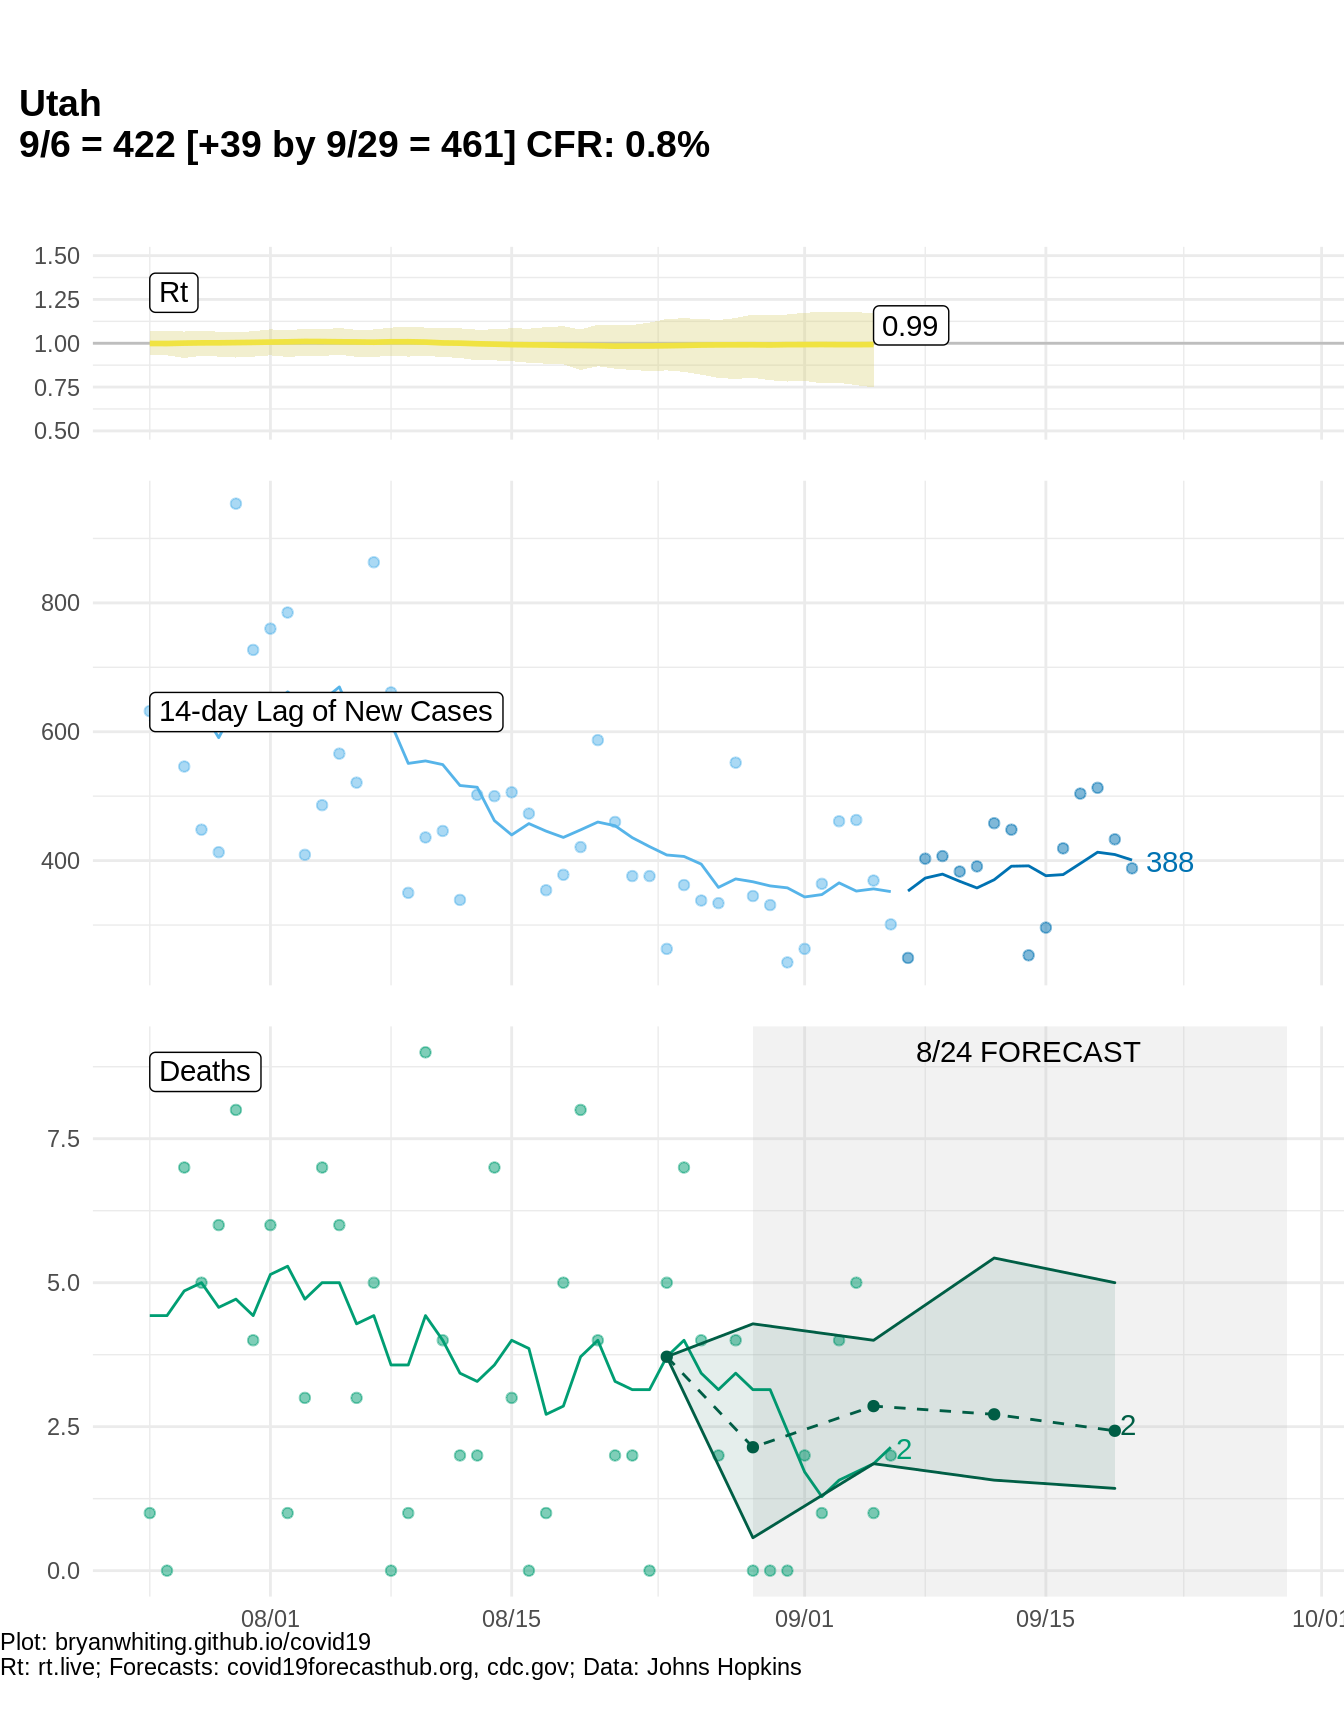 Utah
9/6 = 422 [+39 by 9/29 = 461] CFR: 0.8%
1.50
Rt
1.25
0.99
1.00
0.75
0.50
800
14-day Lag of New Cases
600
400
388
8/24 FORECAST
Deaths
7.5
5.0
2.5
2
2
0.0
08/01
08/15
09/01
09/15
10/01
Plot: bryanwhiting.github.io/covid19
Rt: rt.live; Forecasts: covid19forecasthub.org, cdc.gov; Data: Johns Hopkins